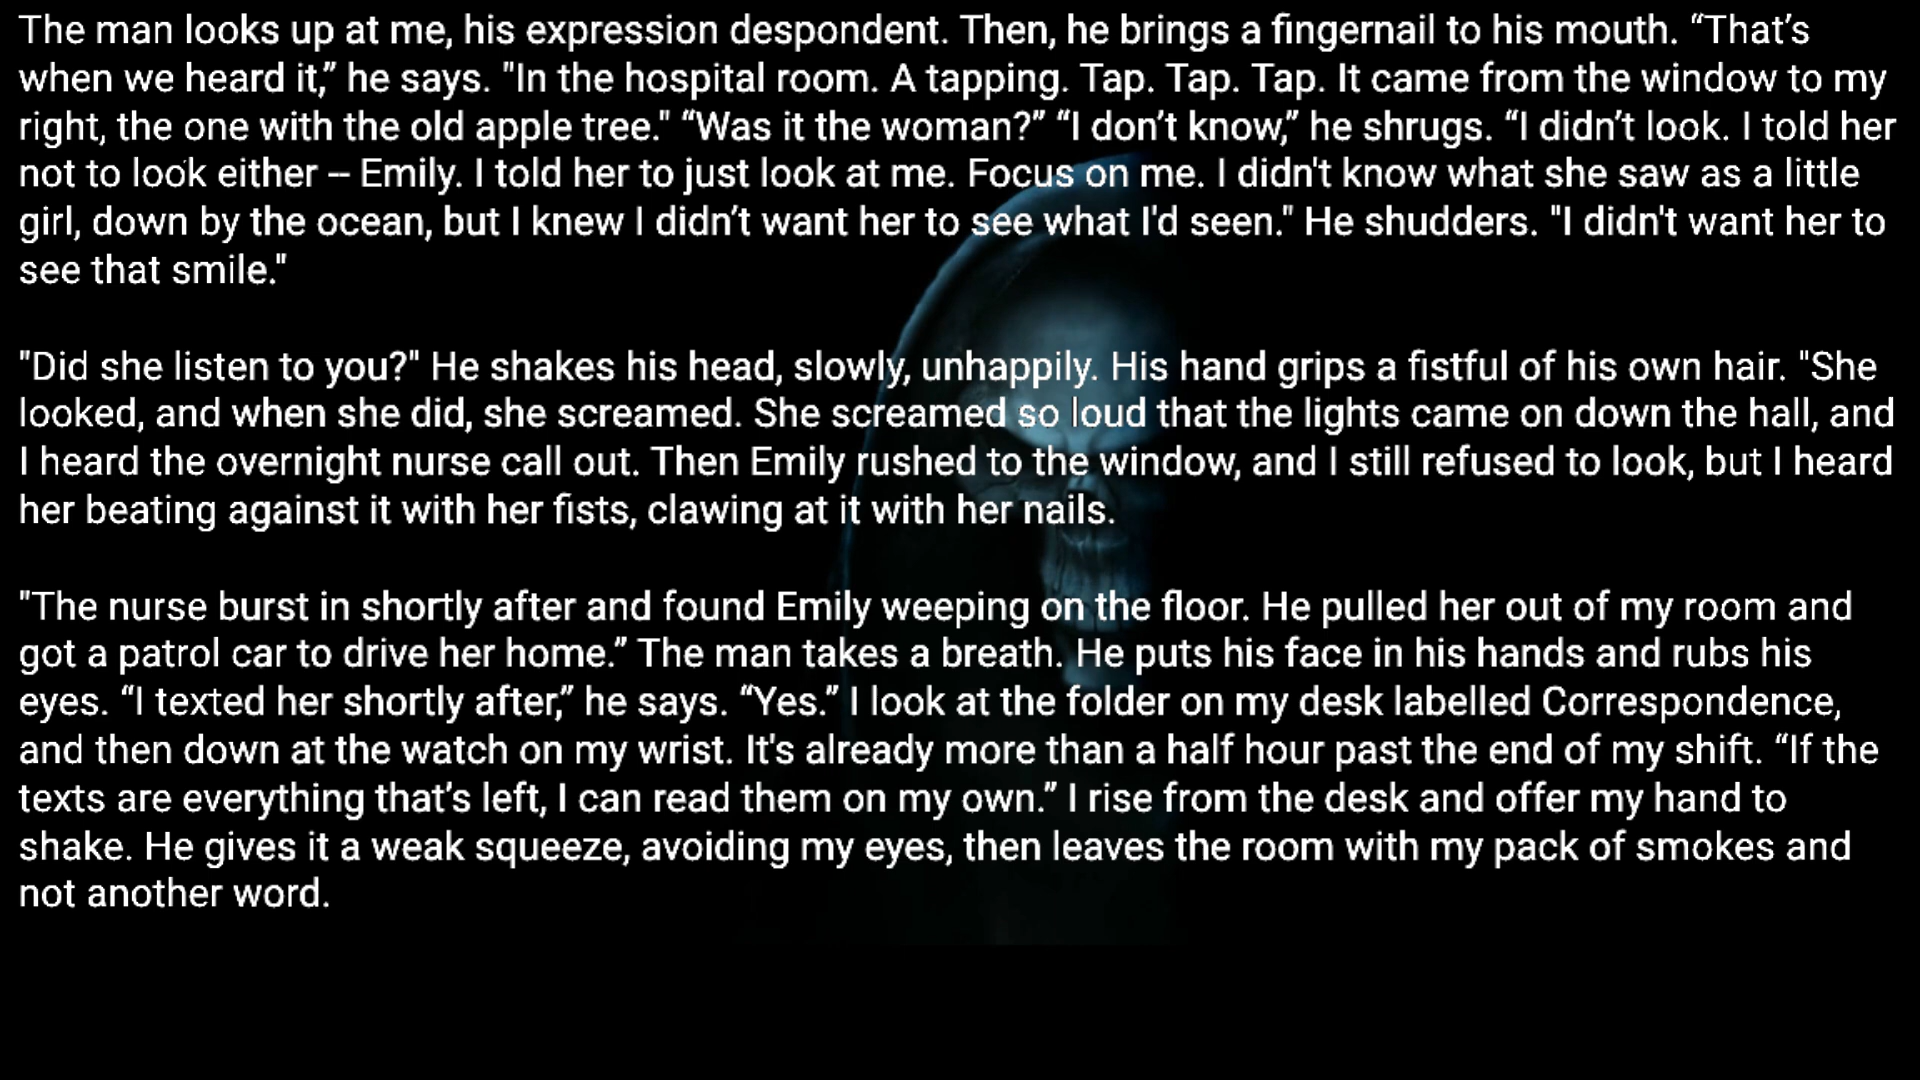 The man looks up at me, his expression despondent. Then, he brings a fingernail to his mouth. “That’s
when we heard it,” he says. "In the hospital room. A tapping. Tap. Tap. Tap. It came from the window to my
right, the one with the old apple tree." “Was it the woman?” “I don’t know,” he shrugs. “I didn’t look. I told her
not to look either -- Emily. I told her to just look at me. Focus on me. I didn't know what she saw as a little
girl, down by the ocean, but I knew I didn’t want her to see what I'd seen." He shudders. "I didn't want her to
see that smile."
"Did she listen to you?" He shakes his head, slowly, unhappily. His hand grips a fistful of his own hair. "She
looked, and when she did, she screamed. She screamed so loud that the lights came on down the hall, and
I heard the overnight nurse call out. Then Emily rushed to the window, and I still refused to look, but I heard
her beating against it with her fists, clawing at it with her nails.
"The nurse burst in shortly after and found Emily weeping on the floor. He pulled her out of my room and
got a patrol car to drive her home.” The man takes a breath. He puts his face in his hands and rubs his
eyes. “I texted her shortly after,” he says. “Yes.” I look at the folder on my desk labelled Correspondence,
and then down at the watch on my wrist. It's already more than a half hour past the end of my shift. “If the
texts are everything that’s left, I can read them on my own.” I rise from the desk and offer my hand to
shake. He gives it a weak squeeze, avoiding my eyes, then leaves the room with my pack of smokes and
not another word.